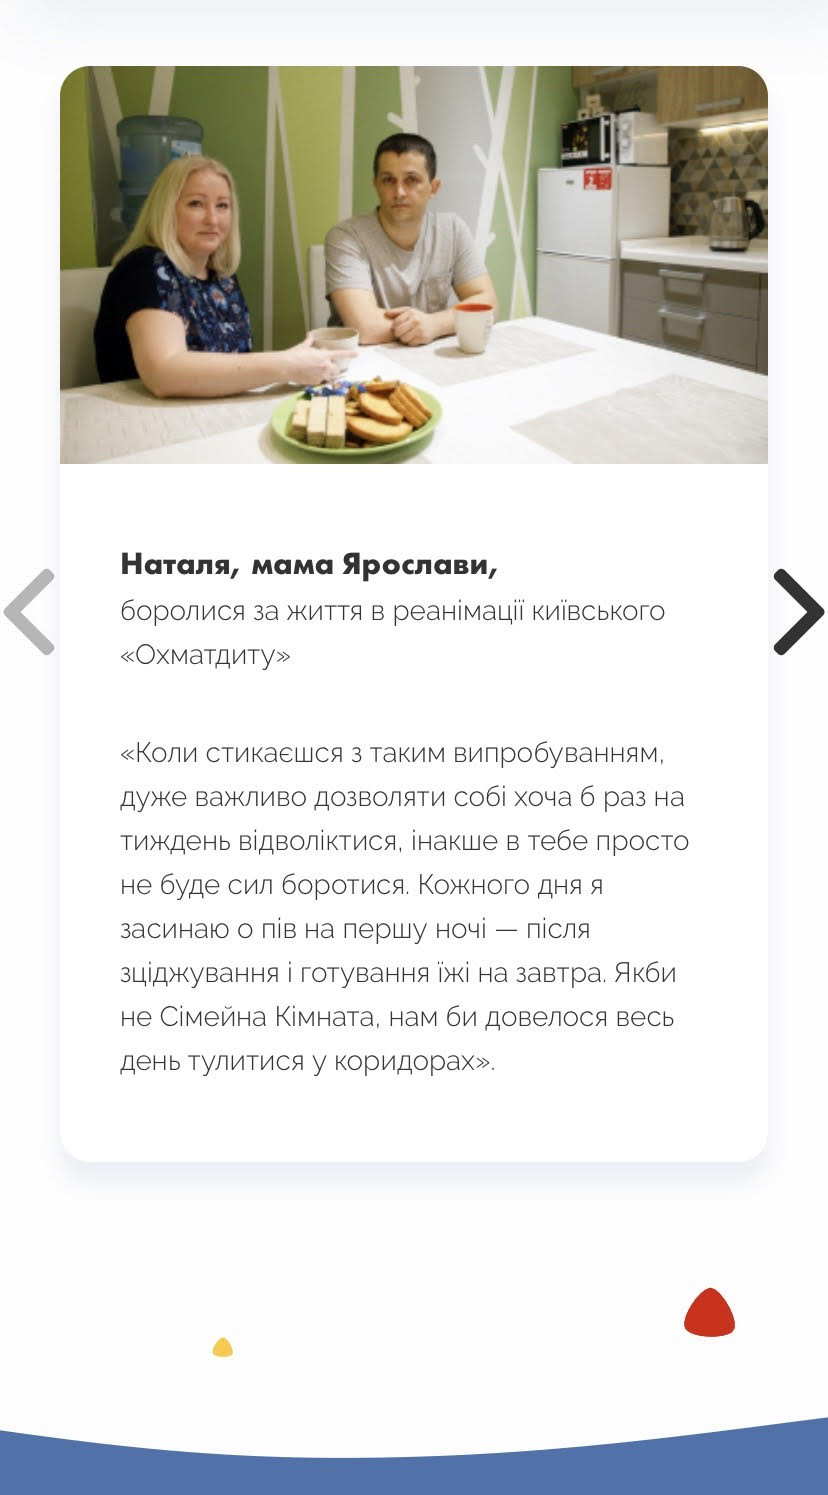 Наталя, мама Ярослави,
боролися за життя в реанімації київського
«Охматдиту»
«Коли стикаєшся з таким випробуванням,
дуже важливо дозволяти собі хоча б раз на
тиждень відволіктися, інакше в тебе просто
не буде сил боротися. Кожного дня я
засинаю о пів на першу ночі — після
зціджування і готування їжі на завтра. Якби
не Сімейна Кімната, нам би довелося весь
день тулитися у коридорах».